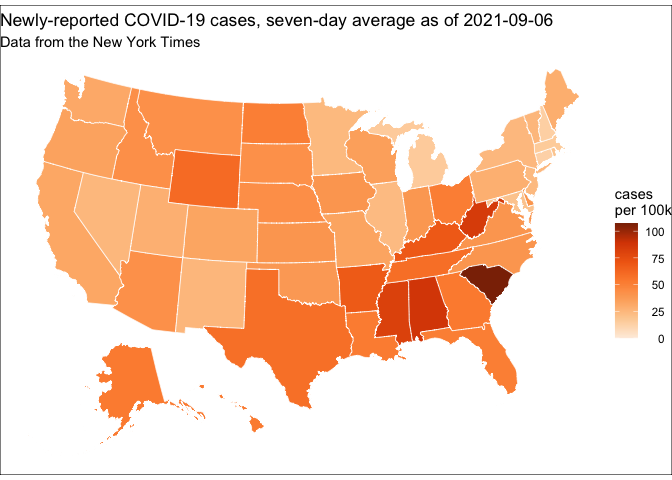 Newly-reported COVID-19 cases, seven-day average as of 2021-09-06
Data from the New York Times
cases
per 100k
100
75
50
25
0